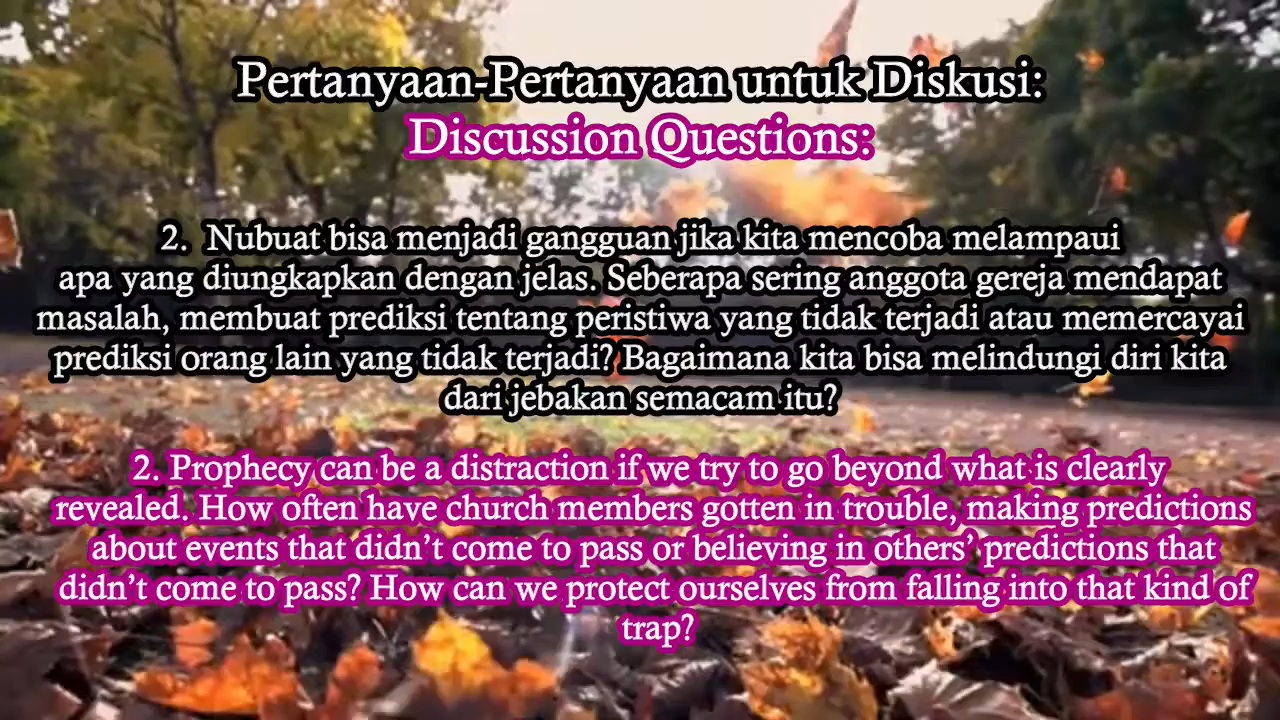 Pertanyaan-Pertanyaan untuk Diskusi:
Discussion Questions:
2. Nubuat bisa menjadi gangguan jika kita mencoba melampaui
apa yang diungkapkan dengan jelas. Seberapa sering anggota gereja mendapat
masalah, membuat prediksi tentang peristiwa yang tidak terjadi atau memercayai
prediksi orang lain yang tidak terjadi? Bagaimana kita bisa melindungi diri kita
dari jebakan semacam itu?
2. Prophecy can be a distraction if we try to go beyond what is clearly
revealed. How often have church members gotten in trouble, making predictions
about events that didn’t come to pass or believing in others’ predictions that
didn’t come to pass? How can we protect ourselves from falling into that kind of
trap?